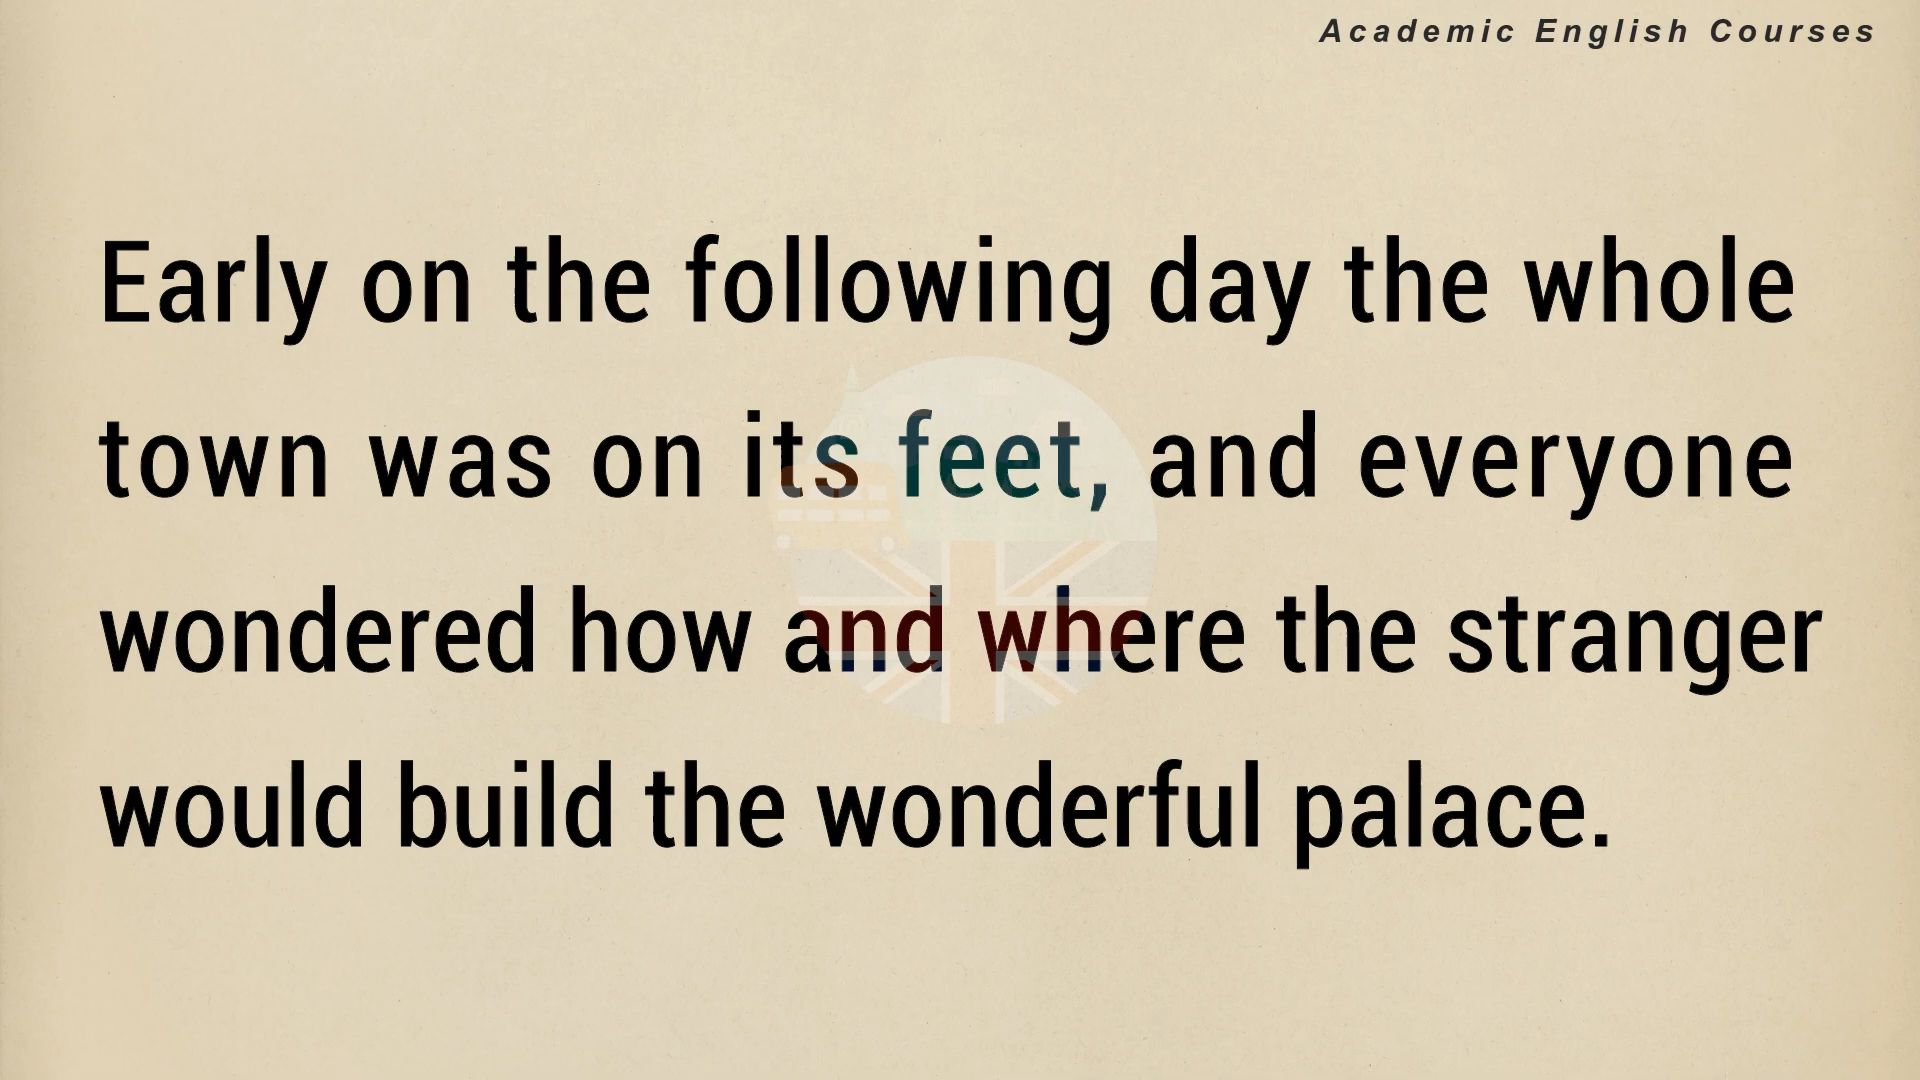 Academic English Courses
Early on the following day the whole
town was on its feet, and everyone
wondered how and where the stranger
would build the wonderful palace.